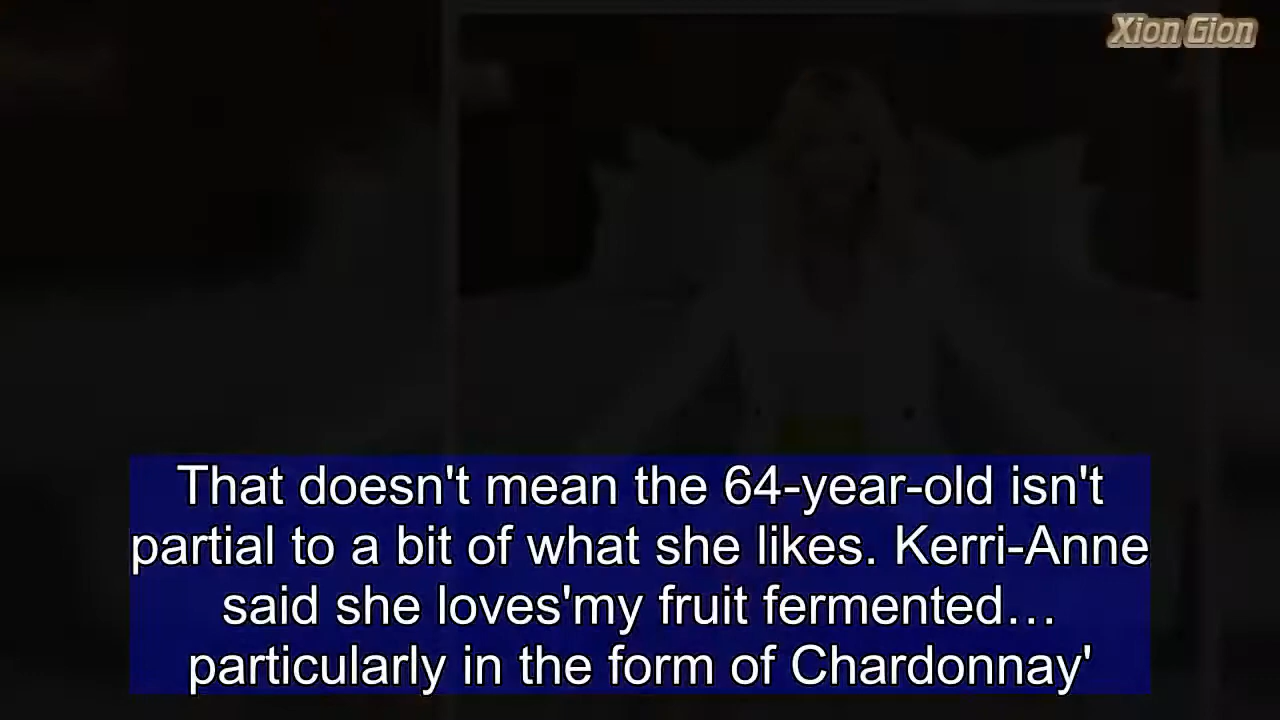 Xion Gion
That doesn't mean the 64-year-old isn't
partial to a bit of what she likes. Kerri-Anne
said she loves'my fruit fermented…
particularly in the form of Chardonnay'